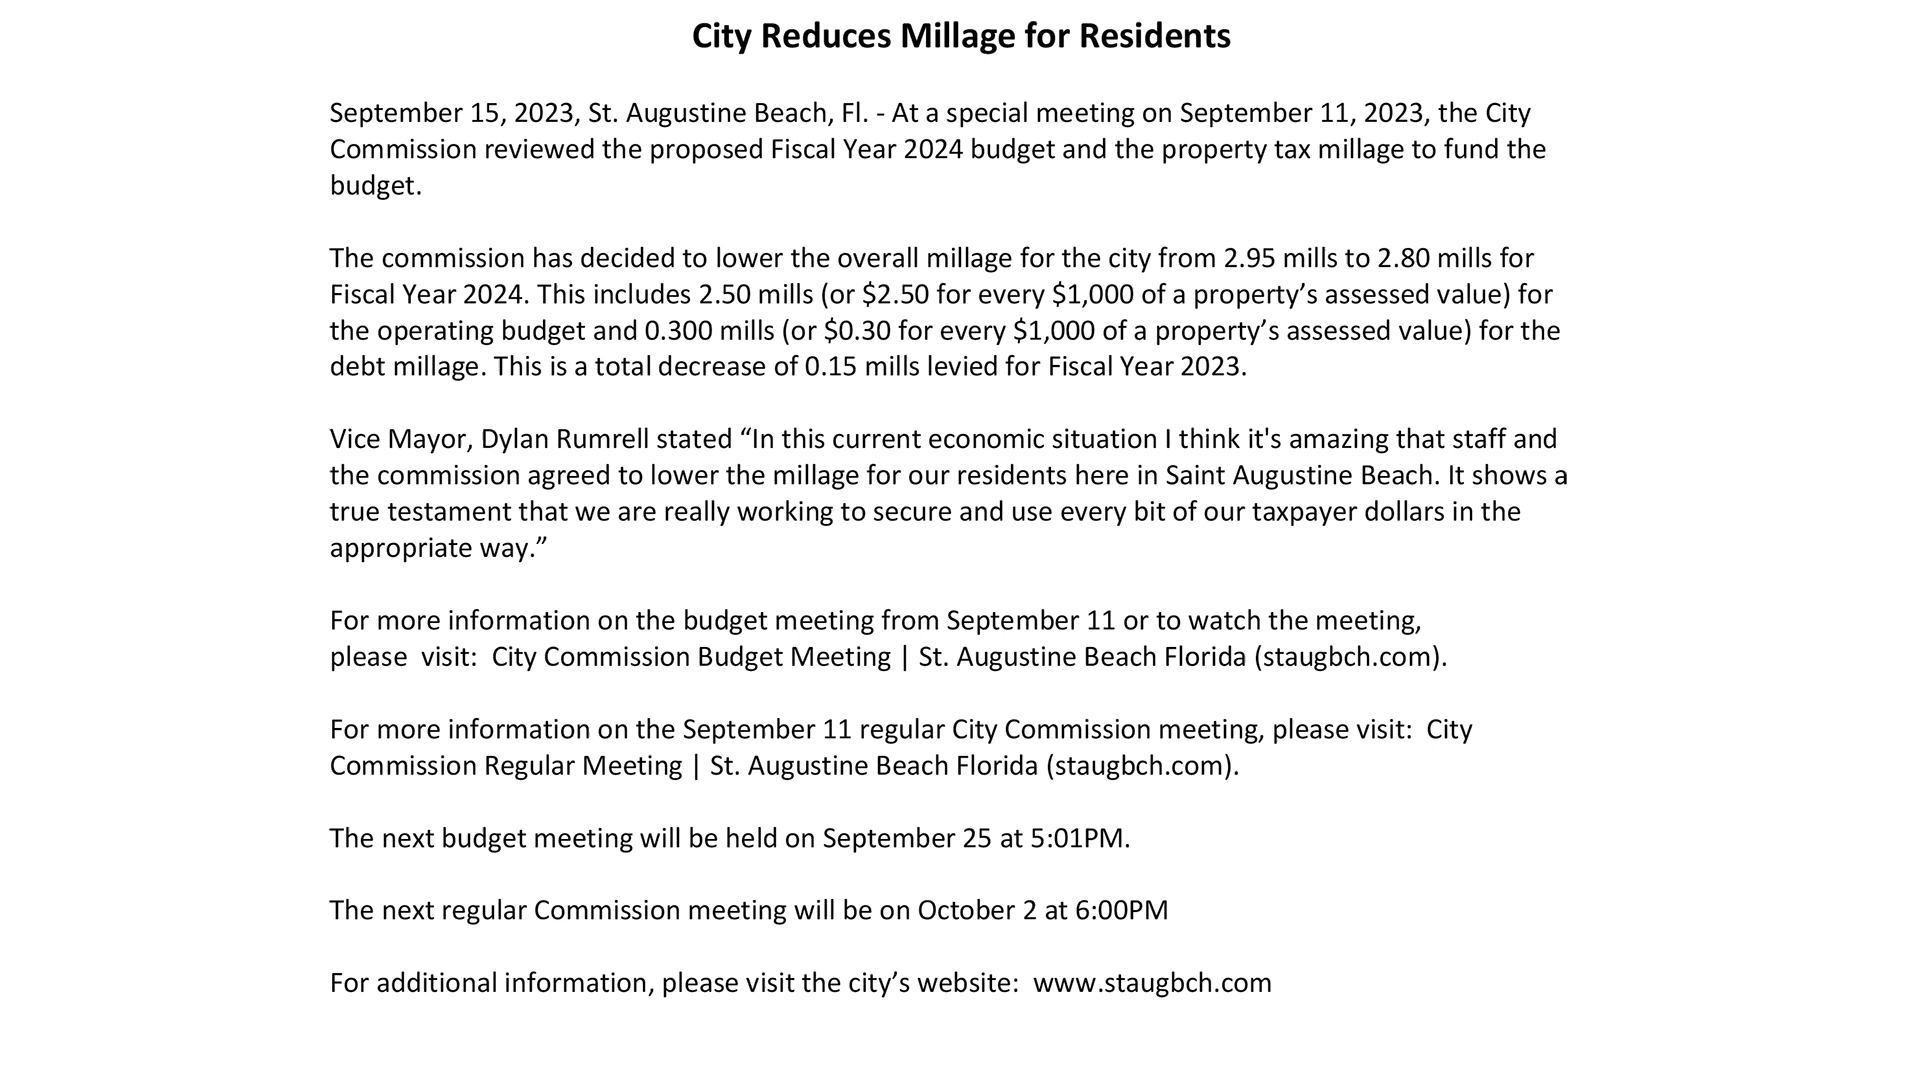 City Reduces Millage for Residents
September 15, 2023, St. Augustine Beach, Fl. - At a special meeting on September 11, 2023, the City
Commission reviewed the proposed Fiscal Year 2024 budget and the property tax millage to fund the
budget.
The commission has decided to lower the overall millage for the city from 2.95 mills to 2.80 mills for
Fiscal Year 2024. This includes 2.50 mills (or $2.50 for every $1,000 of a property’s assessed value) for
the operating budget and 0.300 mills (or $0.30 for every $1,000 of a property’s assessed value) for the
debt millage. This is a total decrease of 0.15 mills levied for Fiscal Year 2023.
Vice Mayor, Dylan Rumrell stated “In this current economic situation I think it's amazing that staff and
the commission agreed to lower the millage for our residents here in Saint Augustine Beach. It shows a
true testament that we are really working to secure and use every bit of our taxpayer dollars in the
appropriate way.”
For more information on the budget meeting from September 11 or to watch the meeting,
please  visit:  City Commission Budget Meeting | St. Augustine Beach Florida (staugbch.com).
For more information on the September 11 regular City Commission meeting, please visit:  City
Commission Regular Meeting | St. Augustine Beach Florida (staugbch.com).
The next budget meeting will be held on September 25 at 5:01PM.
The next regular Commission meeting will be on October 2 at 6:00PM
For additional information, please visit the city’s website:  www.staugbch.com